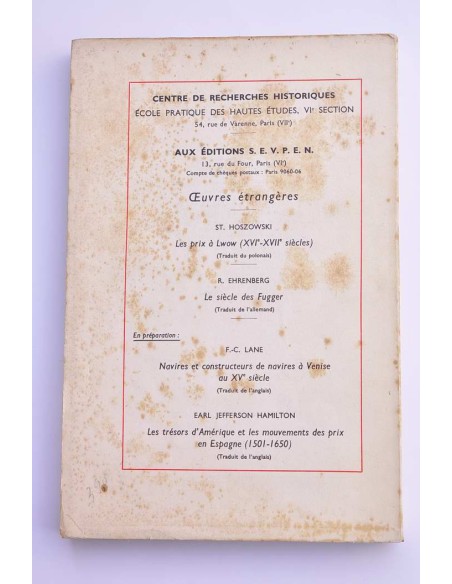 CENTRE DE RECHERCHES HISTORIQUES
ÉCOLE PRATIQUE DES HAUTES ÉTUDES, VIe SECTION
54, rue de Varenne, Paris (VIIe)
AUX ÉDITIONS S. E. V. P. E. N.
13, rue du Four, Paris (VIe)
Compte de chèques postaux : Paris 9060-06
Œuvres étrangères
ST. HOSZOWSKI
Les prix à Lwow (XVIe-XVIIe siècles)
(Traduit du polonais)
R. EHRENBERG
Le siècle des Fugger
(Traduit de l'allemand)
En préparation :
F.-C. LANE
Navires et constructeurs de navires à Venise
au XVe siècle
(Traduit de l'anglais)
EARL JEFFERSON HAMILTON
Les trésors d'Amérique et les mouvements des prix
en Espagne (1501-1650)
(Traduit de l'anglais)